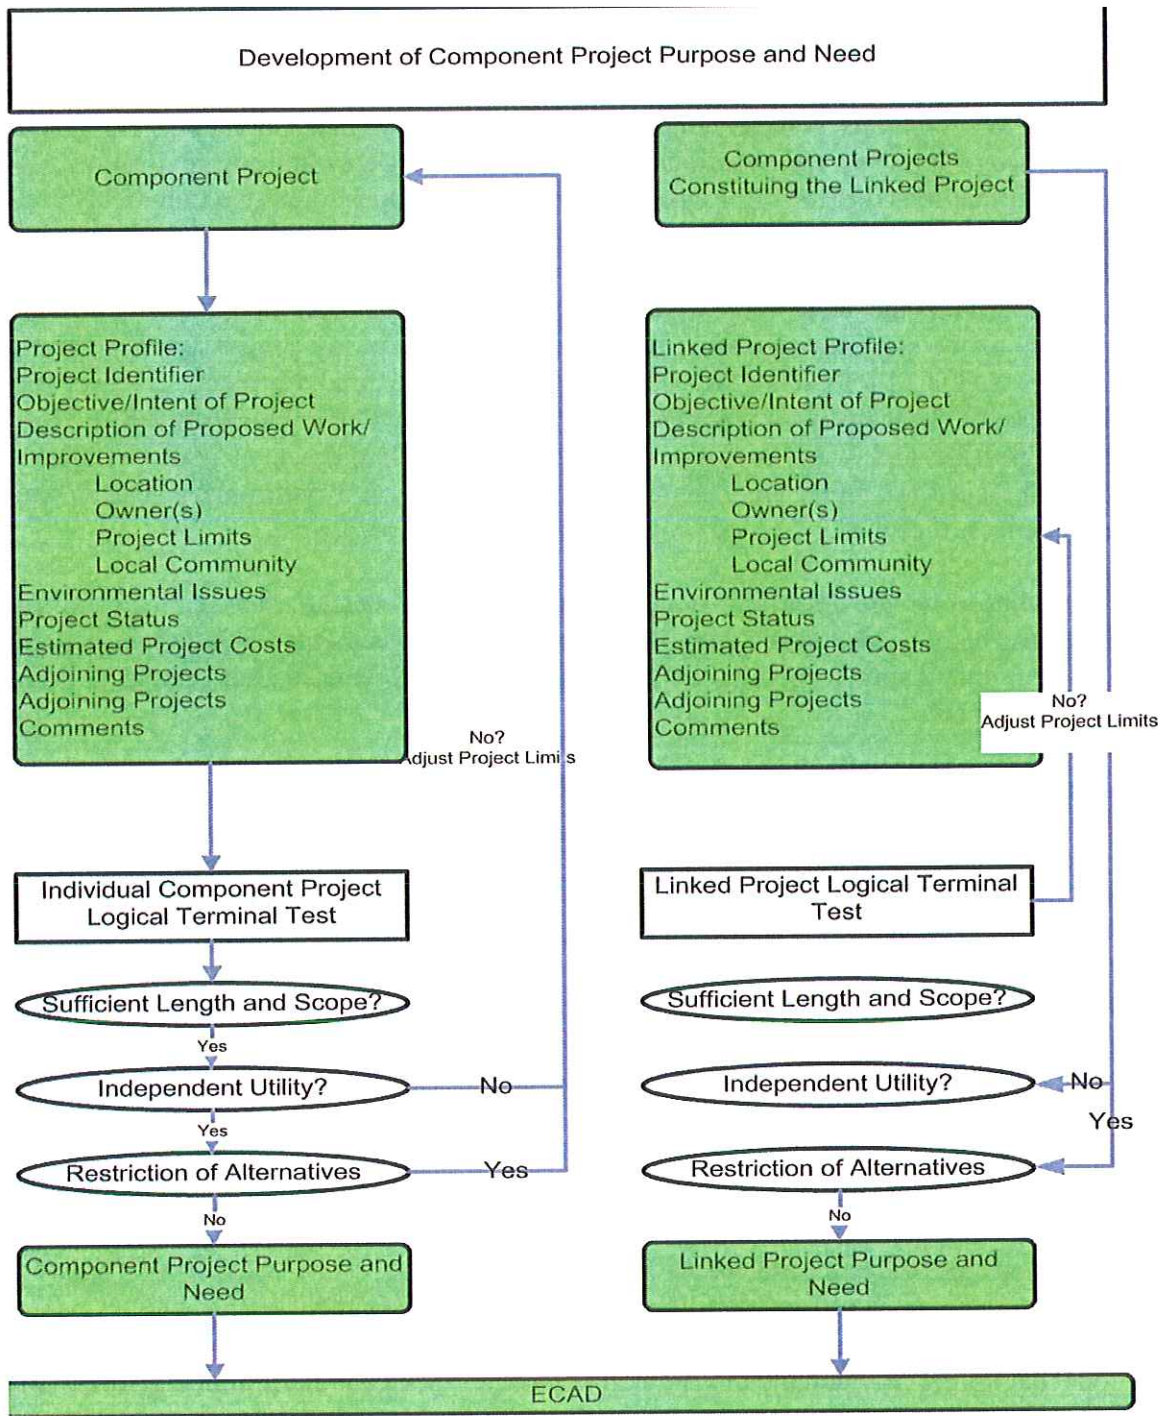 Development of Component Project Purpose and Need
Component Project
Project Profile:
Project Identifier
Objective/Intent of Project
Description of Proposed Work/
Improvements
Location
Owner(s)
Project Limits
Local Community
Environmental Issues
Project Status
Estimated Project Costs
Adjoining Projects
Adjoining Projects
Comments
No?
Adjust Project Limits
Individual Component Project
Logical Terminal Test
Sufficient Length and Scope?
Yes
Independent Utility?
No
Yes
Restriction of Alternatives
Yes
No
Component Project Purpose and
Need
Component Projects
Constituing the Linked Project
Linked Project Profile:
Project Identifier
Objective/Intent of Project
Description of Proposed Work/
Improvements
Location
Owner(s)
Project Limits
Local Community
Environmental Issues
Project Status
Estimated Project Costs
Adjoining Projects
Adjoining Projects
Comments
No?
Adjust Project Limits
Linked Project Logical Terminal
Test
Sufficient Length and Scope?
Independent Utility?
No
Yes
Restriction of Alternatives
No
Linked Project Purpose and
Need
ECAD